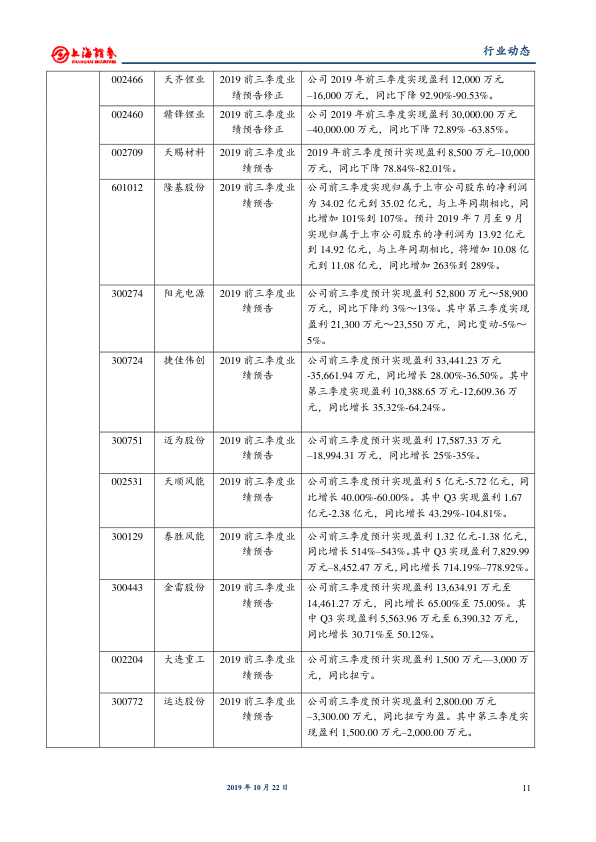 上海证券
SHANGHAI SECURITIES
行业动态
002466 天齐锂业 2019 前三季度业 公司 2019 年前三季度实现盈利 12,000 万元
绩预告修正 –16,000 万元，同比下降 92.90%-90.53%。
002460 赣锋锂业 2019 前三季度业 公司 2019 年前三季度实现盈利 30,000.00 万元
绩预告修正 –40,000.00 万元，同比下降 72.89% -63.85%。
002709 天赐材料 2019 前三季度业 2019 年前三季度预计实现盈利 8,500 万元–10,000
绩预告 万元，同比下降 78.84%-82.01%。
601012 隆基股份 2019 前三季度业 公司前三季度实现归属于上市公司股东的净利润
绩预告 为 34.02 亿元到 35.02 亿元，与上年同期相比，同
比增加 101%到 107%。预计 2019 年 7 月至 9 月
实现归属于上市公司股东的净利润为 13.92 亿元
到 14.92 亿元，与上年同期相比，将增加 10.08 亿
元到 11.08 亿元，同比增加 263%到 289%。
300274 阳光电源 2019 前三季度业 公司前三季度预计实现盈利 52,800 万元～58,900
绩预告 万元，同比下降约 3%～13%。其中第三季度实现
盈利 21,300 万元～23,550 万元，同比变动-5%～
5%。
300724 捷佳伟创 2019 前三季度业 公司前三季度预计实现盈利 33,441.23 万元
绩预告 -35,661.94 万元，同比增长 28.00%-36.50%。其中
第三季度实现盈利 10,388.65 万元-12,609.36 万
元，同比增长 35.32%-64.24%。
300751 迈为股份 2019 前三季度业 公司前三季度预计实现盈利 17,587.33 万元
绩预告 –18,994.31 万元，同比增长 25%-35%。
002531 天顺风能 2019 前三季度业 公司前三季度预计实现盈利 5 亿元-5.72 亿元，同
绩预告 比增长 40.00%-60.00%。其中 Q3 实现盈利 1.67
亿元-2.38 亿元，同比增长 43.29%-104.81%。
300129 泰胜风能 2019 前三季度业 公司前三季度预计实现盈利 1.32 亿元-1.38 亿元，
绩预告 同比增长 514%–543%。其中 Q3 实现盈利 7,829.99
万元–8,452.47 万元，同比增长 714.19%–778.92%。
300443 金雷股份 2019 前三季度业 公司前三季度预计实现盈利 13,634.91 万元至
绩预告 14,461.27 万元，同比增长 65.00%至 75.00%。其
中 Q3 实现盈利 5,563.96 万元至 6,390.32 万元，
同比增长 30.71%至 50.12%。
002204 大连重工 2019 前三季度业 公司前三季度预计实现盈利 1,500 万元—3,000 万
绩预告 元，同比扭亏。
300772 运达股份 2019 前三季度业 公司前三季度预计实现盈利 2,800.00 万元
绩预告 –3,300.00 万元，同比扭亏为盈。其中第三季度实
现盈利 1,500.00 万元–2,000.00 万元。
2019 年 10 月 22 日
11